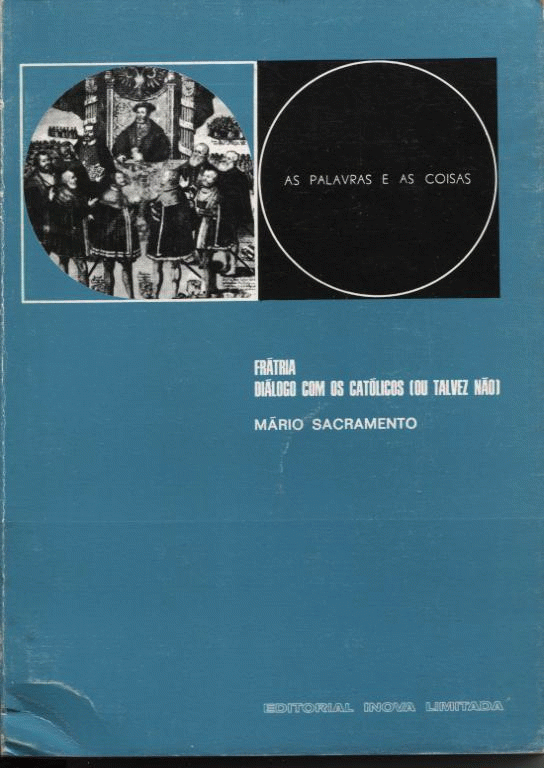 AS PALAVRAS E AS COISAS
FRÁTRIA
DIÁLOGO COM OS CATÓLICOS (OU TALVEZ NÃO)
MÁRIO SACRAMENTO
EDITORIAL INOVA LIMITADA